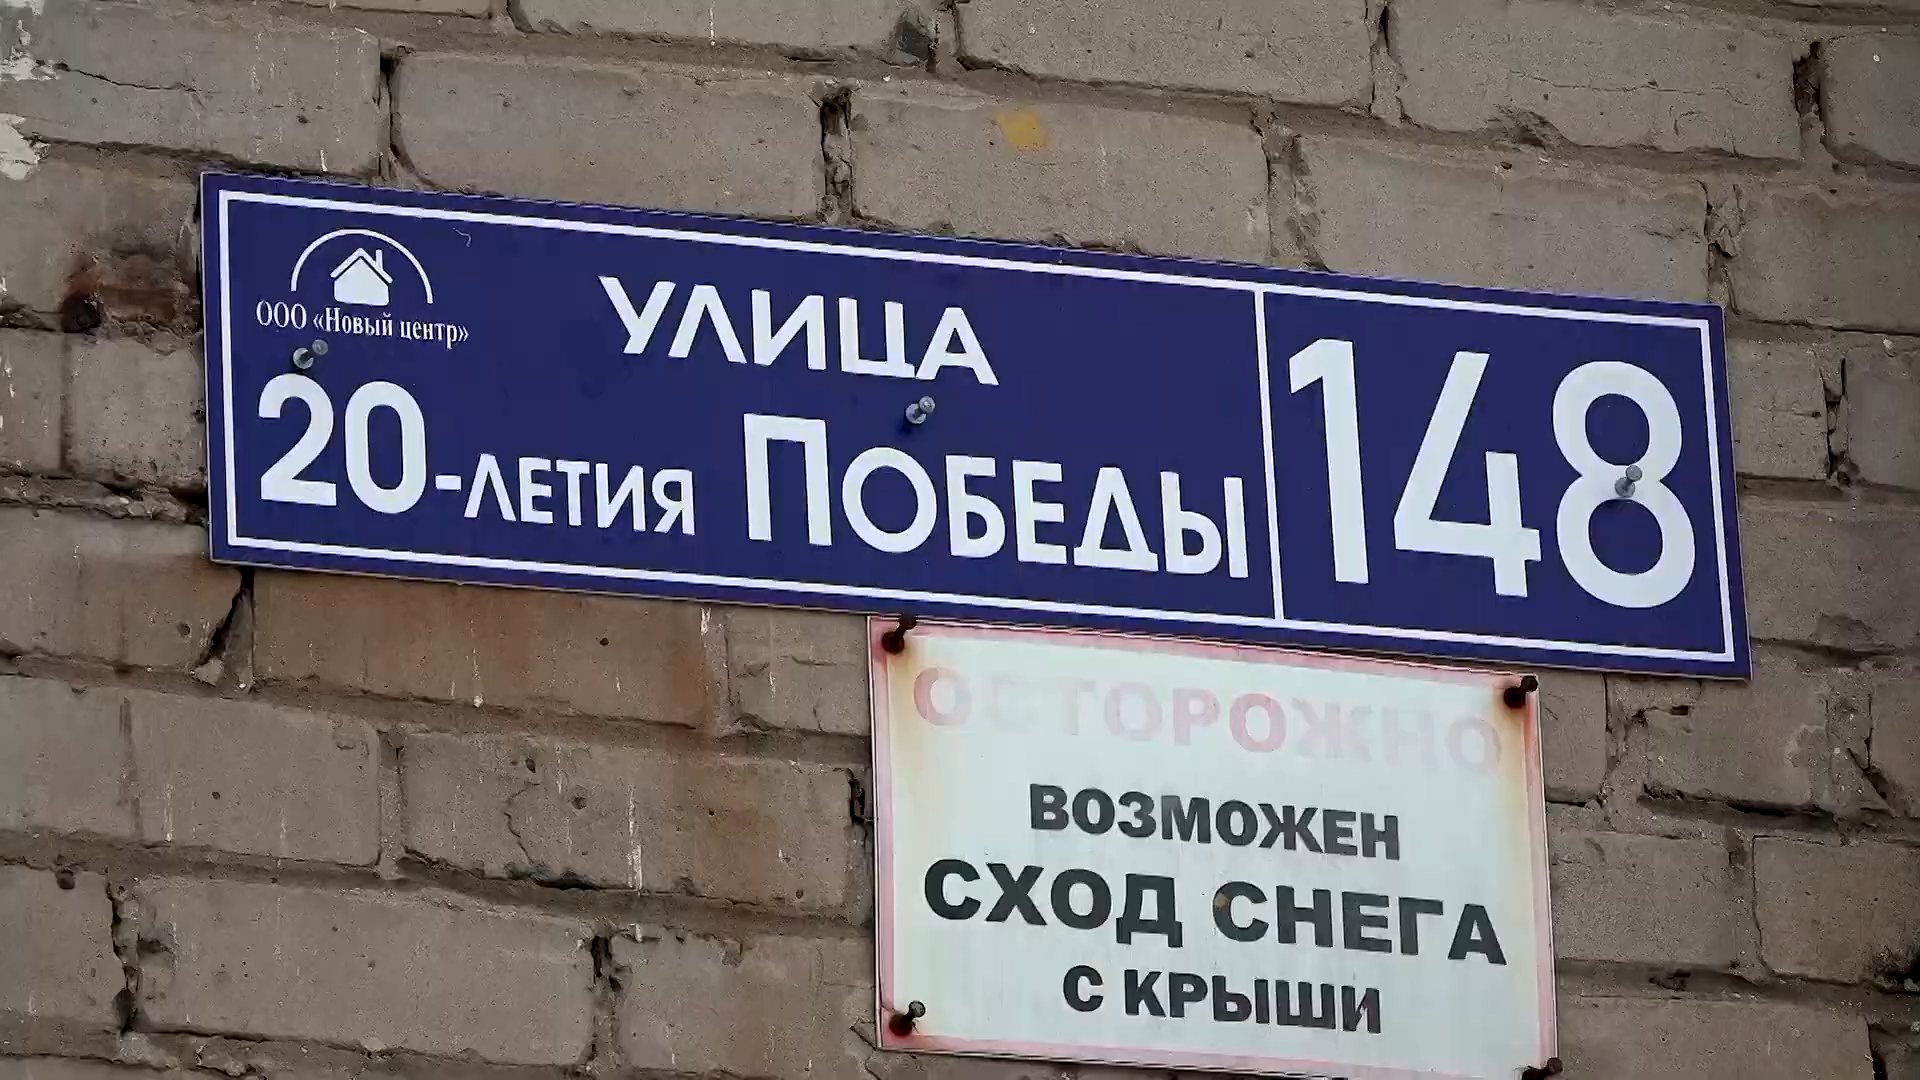 ООО «Новый центр»
УЛИЦА
20-ЛЕТИЯ ПОБЕДЫ
148
ОСТОРОЖНО
ВОЗМОЖЕН
СХОД СНЕГА
С КРЫШИ